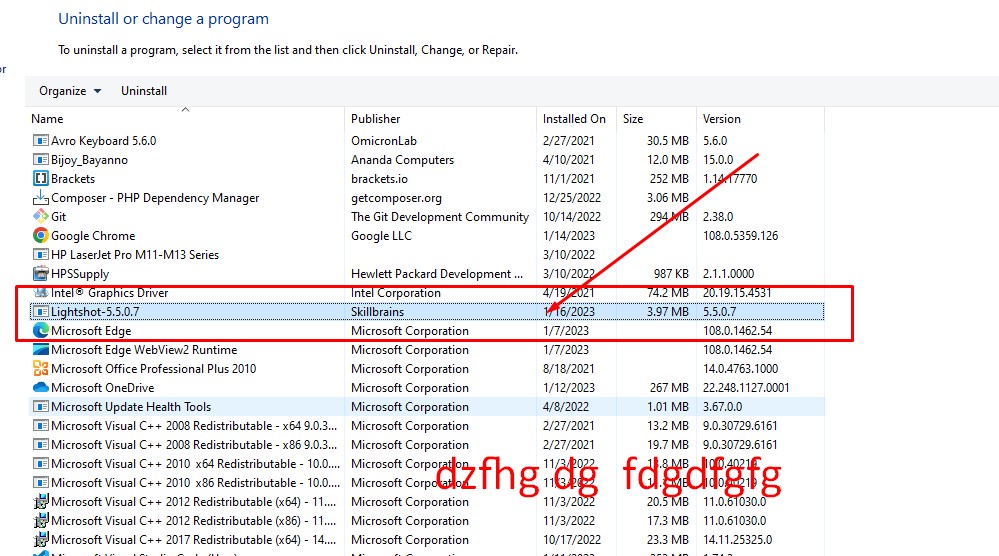 Uninstall or change a program
To uninstall a program, select it from the list and then click Uninstall, Change, or Repair.
or
Organize Uninstall
Name Publisher Installed On Size Version
Avro Keyboard 5.6.0 OmicronLab 2/27/2021 30.5 MB 5.6.0
Bijoy_Bayanno Ananda Computers 4/10/2021 12.0 MB 15.0.0
Brackets brackets.io 11/1/2021 252 MB 1.14.17770
Composer - PHP Dependency Manager getcomposer.org 12/25/2022 3.06 MB
Git The Git Development Community 10/14/2022 294 MB 2.38.0
Google Chrome Google LLC 1/14/2023 108.0.5359.126
HP LaserJet Pro M11-M13 Series 3/10/2022
HPSSupply Hewlett Packard Development ... 3/10/2022 987 KB 2.1.1.0000
Intel® Graphics Driver Intel Corporation 4/19/2021 74.2 MB 20.19.15.4531
Lightshot-5.5.0.7 Skillbrains 1/16/2023 3.97 MB 5.5.0.7
Microsoft Edge Microsoft Corporation 1/7/2023 108.0.1462.54
Microsoft Edge WebView2 Runtime Microsoft Corporation 1/7/2023 108.0.1462.54
Microsoft Office Professional Plus 2010 Microsoft Corporation 8/18/2021 14.0.4763.1000
Microsoft OneDrive Microsoft Corporation 1/12/2023 267 MB 22.248.1127.0001
Microsoft Update Health Tools Microsoft Corporation 4/8/2022 1.01 MB 3.67.0.0
Microsoft Visual C++ 2008 Redistributable - x64 9.0.3... Microsoft Corporation 2/27/2021 13.2 MB 9.0.30729.6161
Microsoft Visual C++ 2008 Redistributable - x86 9.0.3... Microsoft Corporation 2/27/2021 19.7 MB 9.0.30729.6161
Microsoft Visual C++ 2010 x64 Redistributable - 10.0.... Microsoft Corporation 11/3/2022 13.8 MB 10.0.40219
dzfhg dg fdgdfgfg
Microsoft Visual C++ 2010 x86 Redistributable - 10.0.... Microsoft Corporation 11/3/2022 MB 10.0.40219
Microsoft Visual C++ 2012 Redistributable (x64) - 11.... Microsoft Corporation 11/3/2022 20.5 MB 11.0.61030.0
Microsoft Visual C++ 2012 Redistributable (x86) - 11.... Microsoft Corporation 11/3/2022 17.3 MB 11.0.61030.0
Microsoft Visual C++ 2017 Redistributable (x64) - 14.... Microsoft Corporation 10/17/2022 23.3 MB 14.11.25325.0